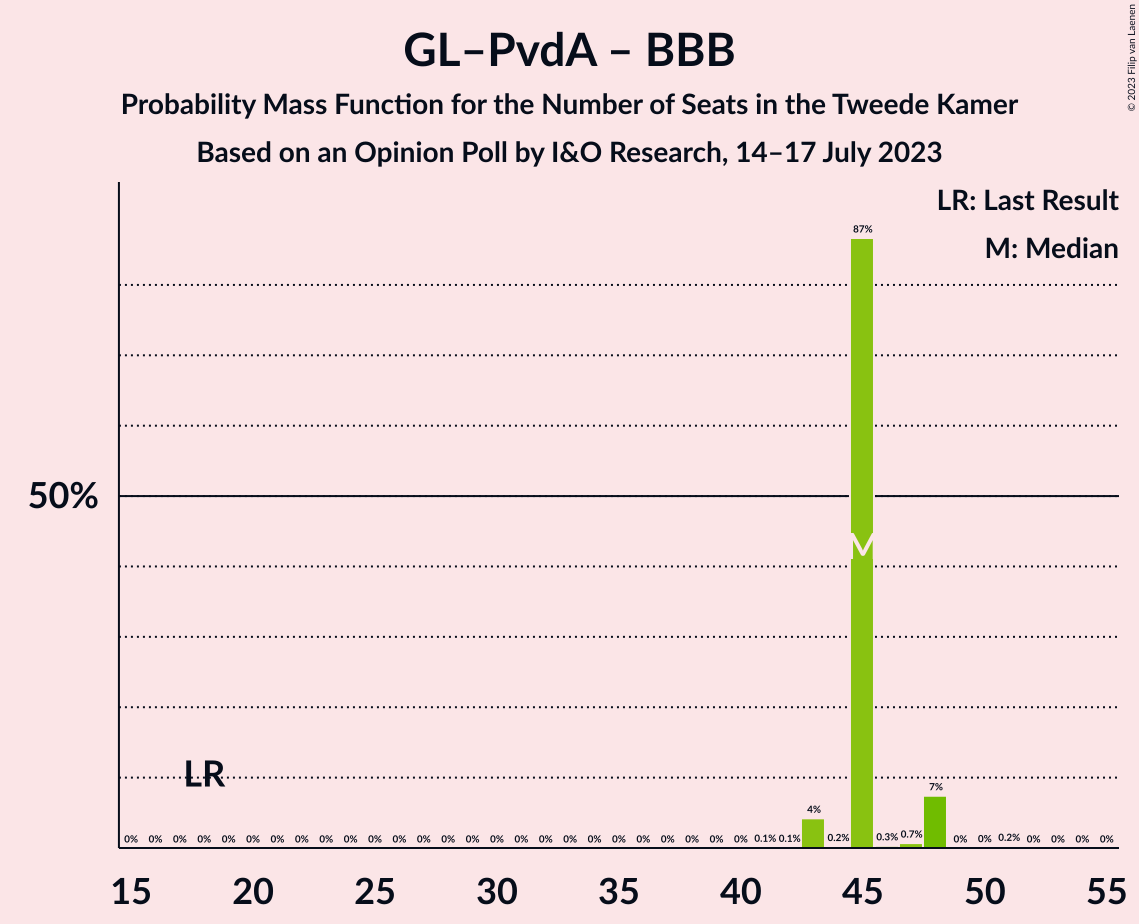 GL–PvdA – BBB
Probability Mass Function for the Number of Seats in the Tweede Kamer
Based on an Opinion Poll by I&O Research, 14–17 July 2023
© 2023 Filip van Laenen
LR: Last Result
M: Median
87%
50%
M
LR
0% 0% 0% 0% 0% 0% 0% 0% 0% 0% 0% 0% 0% 0% 0% 0% 0% 0% 0% 0% 0% 0% 0% 0% 0% 0% 0.1% 0.1% 4% 0.2% 0.3% 0.7% 7% 0% 0% 0.2% 0% 0% 0% 0%
15 20 25 30 35 40 45 50 55